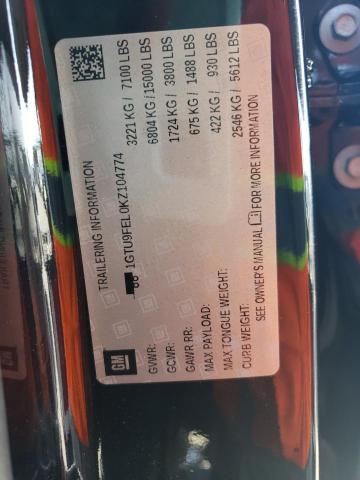 TRAILERING INFORMATION
1GTU9FEL0KZ104774
GM
GVWR: 3221 KG / 7100 LBS
GCWR: 6804 KG / 15000 LBS
GAWR RR: 1724 KG / 3800 LBS
MAX PAYLOAD: 675 KG / 1488 LBS
MAX TONGUE WEIGHT: 422 KG / 930 LBS
CURB WEIGHT: 2546 KG / 5612 LBS
SEE OWNER'S MANUAL FOR MORE INFORMATION